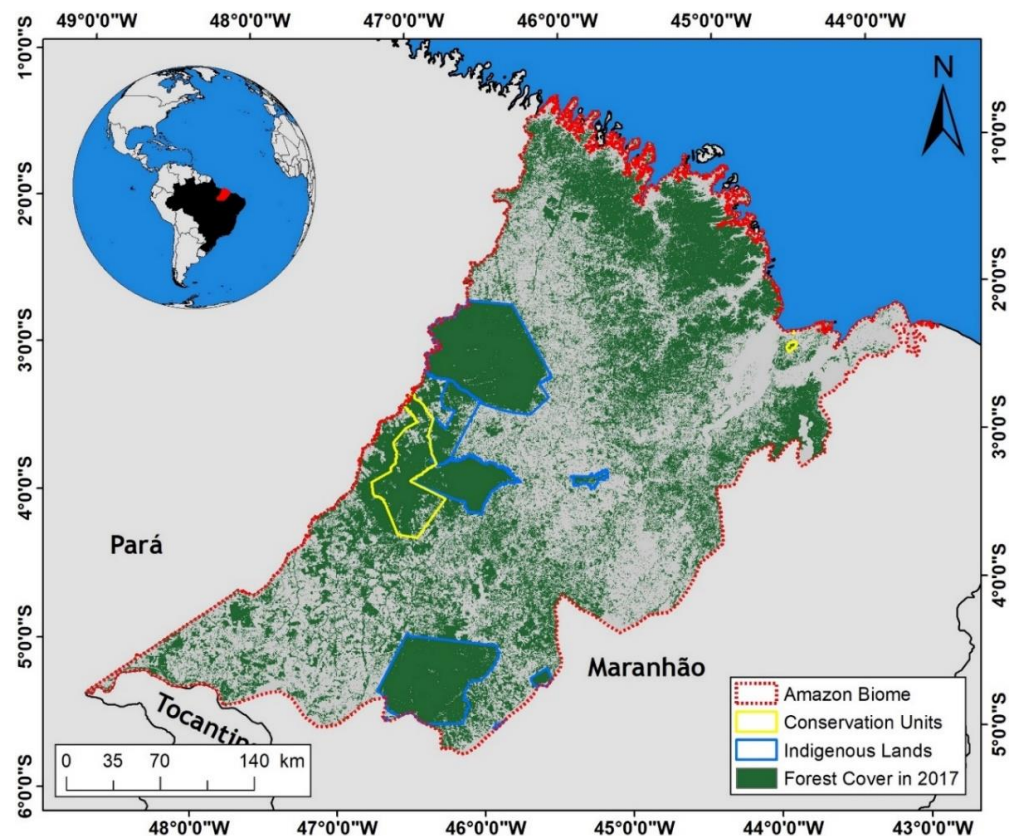 49°0'0"W 48°0'0"W 47°0'0"W 46°0'0"W 45°0'0"W 44°0'0"W 43°0'0"W
1°0'0"S
2°0'0"S
3°0'0"S
4°0'0"S
5°0'0"S
6°0'0"S
N
1°0'0"S
2°0'0"S
3°0'0"S
4°0'0"S
5°0'0"S
Pará
Maranhão
Tocantin
0 35 70 140 km
Amazon Biome
Conservation Units
Indigenous Lands
Forest Cover in 2017
48°0'0"W 47°0'0"W 46°0'0"W 45°0'0"W 44°0'0"W 43°0'0"W